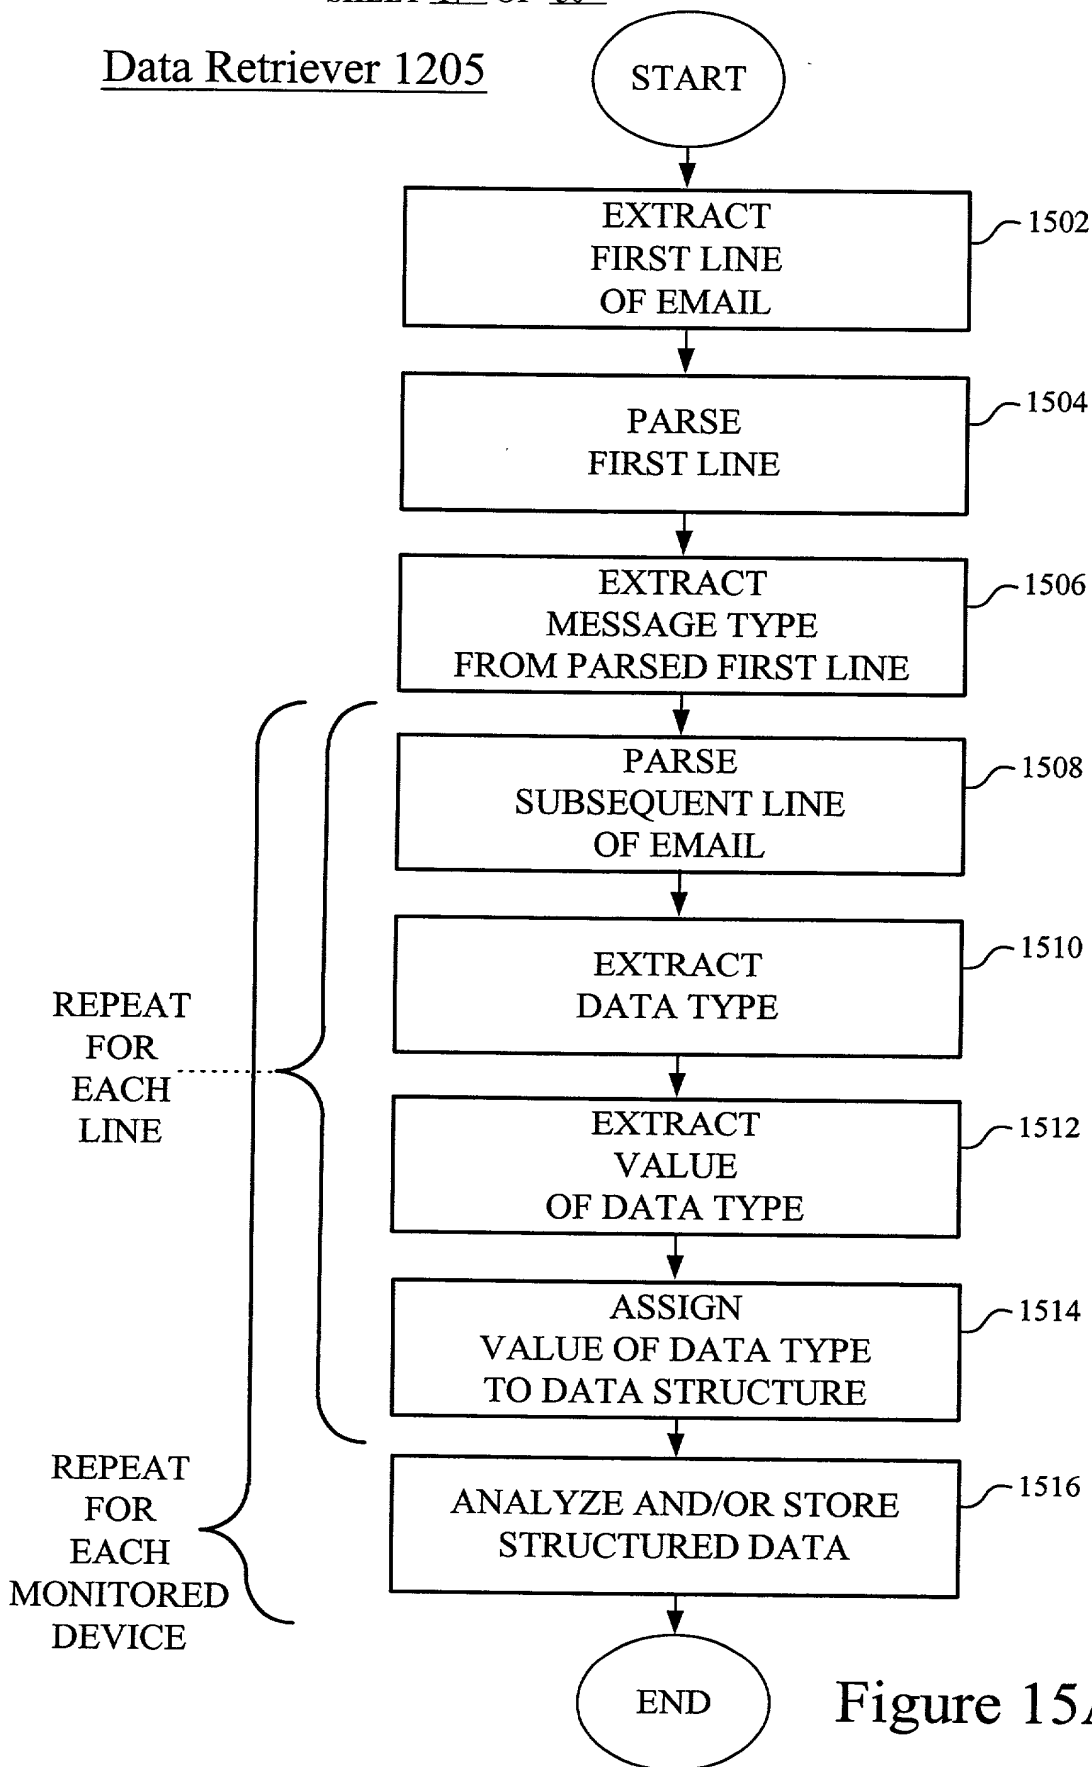 Data Retriever 1205
START
EXTRACT
FIRST LINE
OF EMAIL
1502
PARSE
FIRST LINE
1504
EXTRACT
MESSAGE TYPE
FROM PARSED FIRST LINE
1506
PARSE
SUBSEQUENT LINE
OF EMAIL
1508
EXTRACT
DATA TYPE
1510
REPEAT
FOR
EACH
LINE
EXTRACT
VALUE
OF DATA TYPE
1512
ASSIGN
VALUE OF DATA TYPE
TO DATA STRUCTURE
1514
REPEAT
FOR
EACH
MONITORED
DEVICE
ANALYZE AND/OR STORE
STRUCTURED DATA
1516
END
Figure 15A